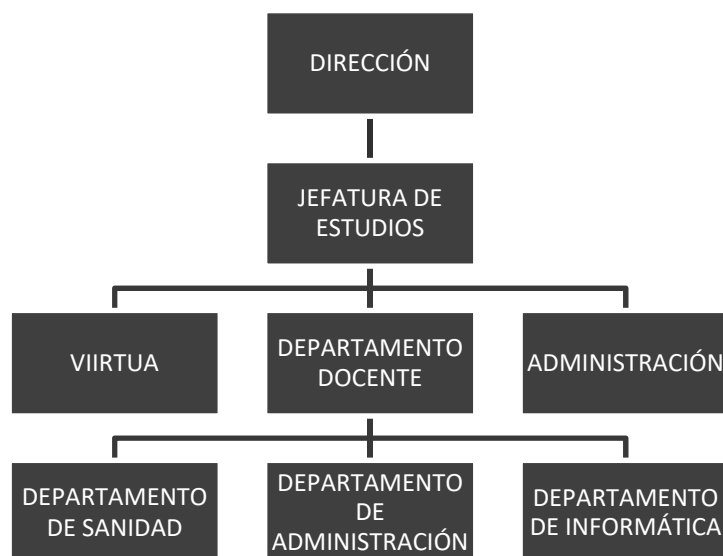 DIRECCIÓN
JEFATURA DE
ESTUDIOS
VIIRTUA
DEPARTAMENTO
DOCENTE
ADMINISTRACIÓN
DEPARTAMENTO
DE SANIDAD
DEPARTAMENTO
DE
ADMINISTRACIÓN
DEPARTAMENTO
DE INFORMÁTICA